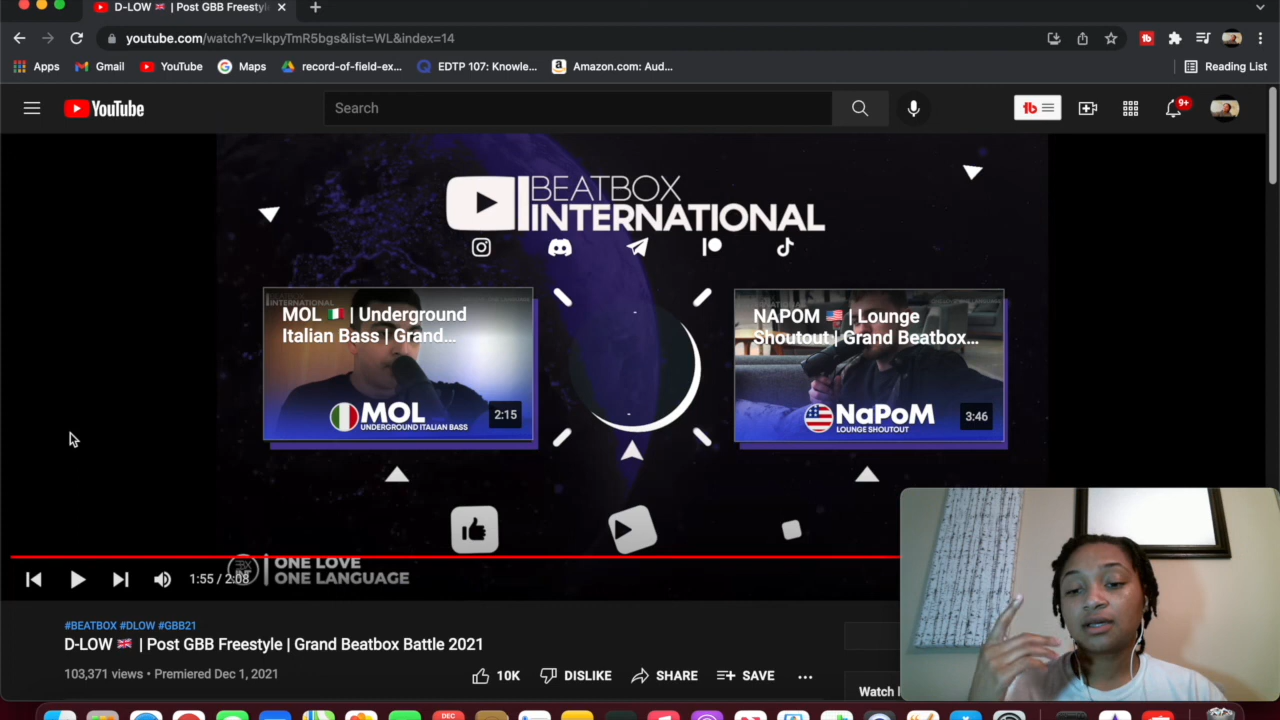 D-LOW 🇬🇧 | Post GBB Freestyl
youtube.com/watch?v=lkpyTmR5bgs&list=WL&index=14
Apps Gmail YouTube Maps record-of-field-ex... EDTP 107: Knowle... Amazon.com: Aud... Reading List
YouTube Search 9+
BEATBOX
INTERNATIONAL
MOL 🇮🇹 | Underground
Italian Bass | Grand...
MOL
UNDERGROUND ITALIAN BASS
2:15
NAPOM 🇺🇸 | Lounge
Shoutout | Grand Beatbox...
NaPoM
LOUNGE SHOUTOUT
3:46
ONE LOVE
ONE LANGUAGE
1:55 / 2:08
#BEATBOX #DLOW #GBB21
D-LOW 🇬🇧 | Post GBB Freestyle | Grand Beatbox Battle 2021
103,371 views • Premiered Dec 1, 2021
10K DISLIKE SHARE SAVE
Watch
DEC